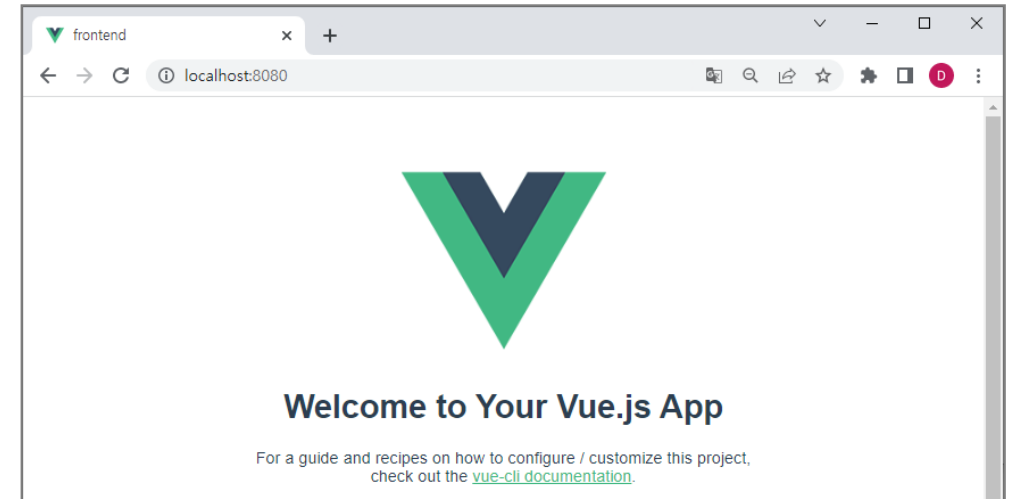 frontend
localhost:8080
D
Welcome to Your Vue.js App
For a guide and recipes on how to configure / customize this project,
check out the vue-cli documentation.